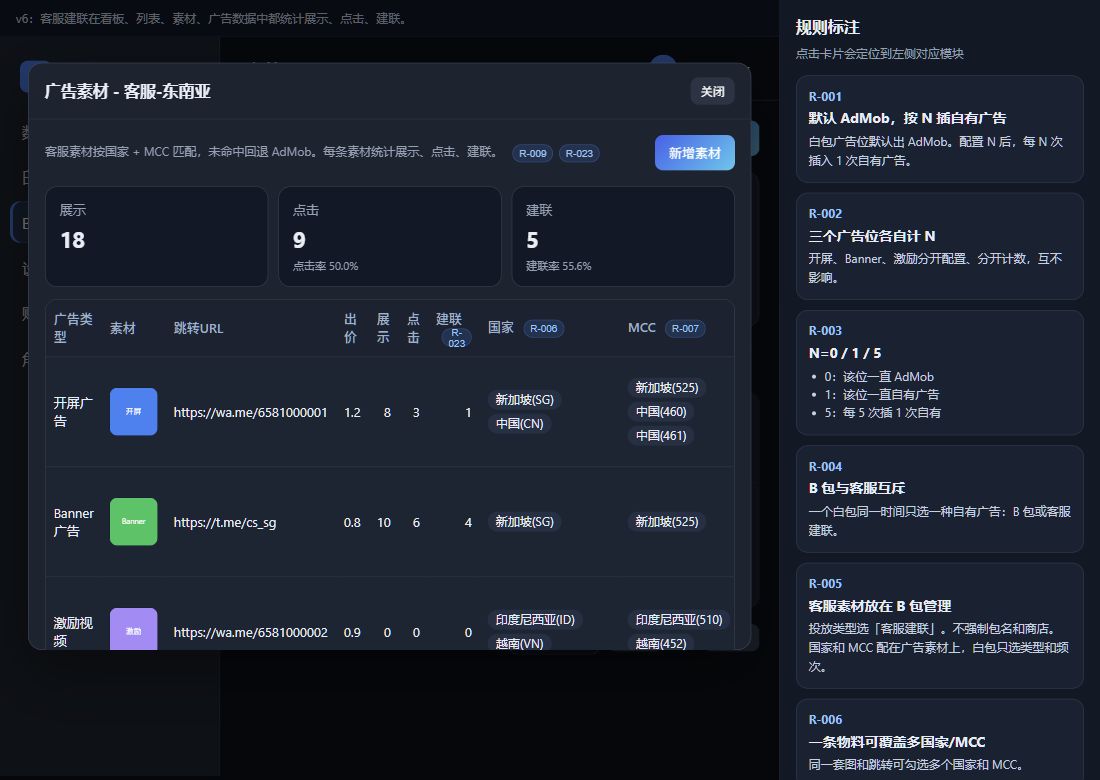 v6：客服建联在看板、列表、素材、广告数据中都统计展示、点击、建联。
广告素材 - 客服-东南亚
关闭
客服素材按国家 + MCC 匹配，未命中回退 AdMob。每条素材统计展示、点击、建联。 R-009 R-023
新增素材
展示
18
点击
9
点击率 50.0%
建联
5
建联率 55.6%
广告类型 素材 跳转URL 出价 展示 点击 建联 R-023 国家 R-006 MCC R-007
开屏广告 开屏 https://wa.me/6581000001 1.2 8 3 1 新加坡(SG) 中国(CN) 新加坡(525) 中国(460) 中国(461)
Banner广告 Banner https://t.me/cs_sg 0.8 10 6 4 新加坡(SG) 新加坡(525)
激励视频 激励 https://wa.me/6581000002 0.9 0 0 0 印度尼西亚(ID) 越南(VN) 印度尼西亚(510) 越南(452)
规则标注
点击卡片会定位到左侧对应模块
R-001
默认 AdMob，按 N 插自有广告
白包广告位默认出 AdMob。配置 N 后，每 N 次
插入 1 次自有广告。
R-002
三个广告位各自计 N
开屏、Banner、激励分开配置、分开计数，互不
影响。
R-003
N=0 / 1 / 5
• 0：该位一直 AdMob
• 1：该位一直自有广告
• 5：每 5 次插 1 次自有
R-004
B 包与客服互斥
一个白包同一时间只选一种自有广告：B 包或客服
建联。
R-005
客服素材放在 B 包管理
投放类型选「客服建联」。不强制包名和商店。
国家和 MCC 配在广告素材上，白包只选类型和频
次。
R-006
一条物料可覆盖多国家/MCC
同一套图和跳转可勾选多个国家和 MCC。